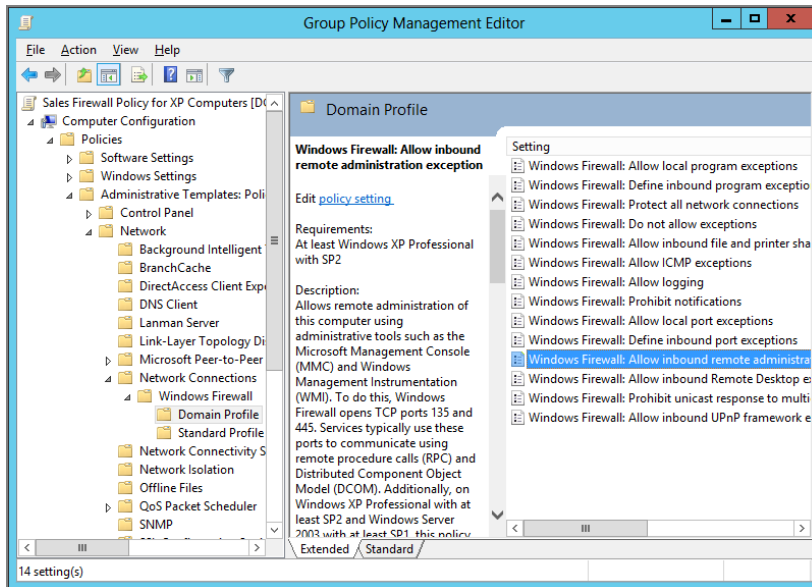 Group Policy Management Editor
File Action View Help
Sales Firewall Policy for XP Computers [D
Computer Configuration
Policies
Software Settings
Windows Settings
Administrative Templates: Poli
Control Panel
Network
Background Intelligent
BranchCache
DirectAccess Client Exp
DNS Client
Lanman Server
Link-Layer Topology Di
Microsoft Peer-to-Peer
Network Connections
Windows Firewall
Domain Profile
Standard Profile
Network Connectivity S
Network Isolation
Offline Files
QoS Packet Scheduler
SNMP
Domain Profile
Windows Firewall: Allow inbound
remote administration exception
Edit policy setting
Requirements:
At least Windows XP Professional
with SP2
Description:
Allows remote administration of
this computer using
administrative tools such as the
Microsoft Management Console
(MMC) and Windows
Management Instrumentation
(WMI). To do this, Windows
Firewall opens TCP ports 135 and
445. Services typically use these
ports to communicate using
remote procedure calls (RPC) and
Distributed Component Object
Model (DCOM). Additionally, on
Windows XP Professional with at
least SP2 and Windows Server
2003 with at least SP1, this policy
Setting
Windows Firewall: Allow local program exceptions
Windows Firewall: Define inbound program exceptio
Windows Firewall: Protect all network connections
Windows Firewall: Do not allow exceptions
Windows Firewall: Allow inbound file and printer sha
Windows Firewall: Allow ICMP exceptions
Windows Firewall: Allow logging
Windows Firewall: Prohibit notifications
Windows Firewall: Allow local port exceptions
Windows Firewall: Define inbound port exceptions
Windows Firewall: Allow inbound remote administra
Windows Firewall: Allow inbound Remote Desktop e
Windows Firewall: Prohibit unicast response to multi
Windows Firewall: Allow inbound UPnP framework e
Extended Standard
14 setting(s)